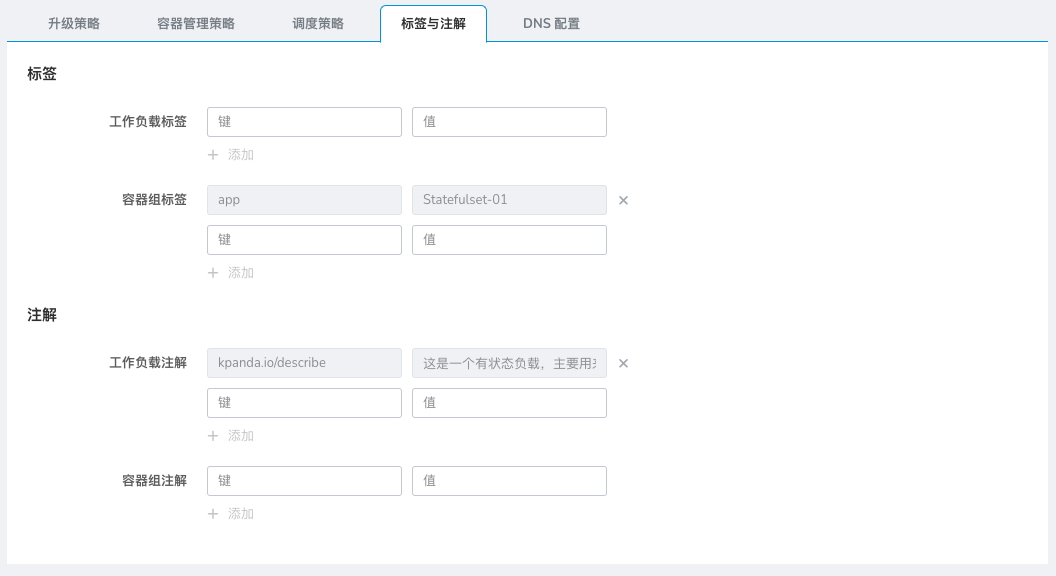 升级策略 容器管理策略 调度策略 标签与注解 DNS 配置
标签
工作负载标签 键 值
添加
容器组标签 app Statefulset-01
键 值
添加
注解
工作负载注解 kpanda.io/describe 这是一个有状态负载，主要用
键 值
添加
容器组注解 键 值
添加